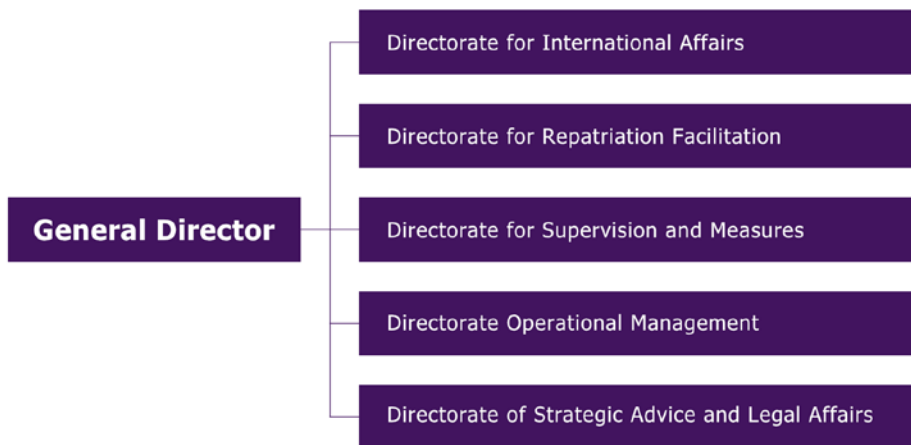 Directorate for International Affairs
Directorate for Repatriation Facilitation
General Director
Directorate for Supervision and Measures
Directorate Operational Management
Directorate of Strategic Advice and Legal Affairs